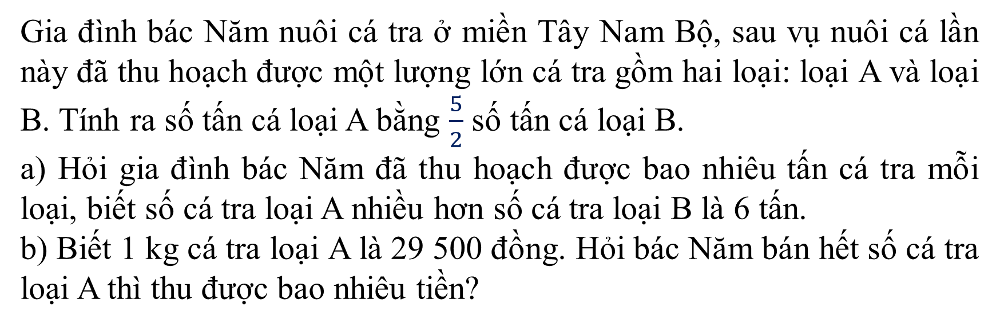 Gia đình bác Năm nuôi cá tra ở miền Tây Nam Bộ, sau vụ nuôi cá lần
này đã thu hoạch được một lượng lớn cá tra gồm hai loại: loại A và loại
B. Tính ra số tấn cá loại A bằng 5/2 số tấn cá loại B.
a) Hỏi gia đình bác Năm đã thu hoạch được bao nhiêu tấn cá tra mỗi
loại, biết số cá tra loại A nhiều hơn số cá tra loại B là 6 tấn.
b) Biết 1 kg cá tra loại A là 29 500 đồng. Hỏi bác Năm bán hết số cá tra
loại A thì thu được bao nhiêu tiền?